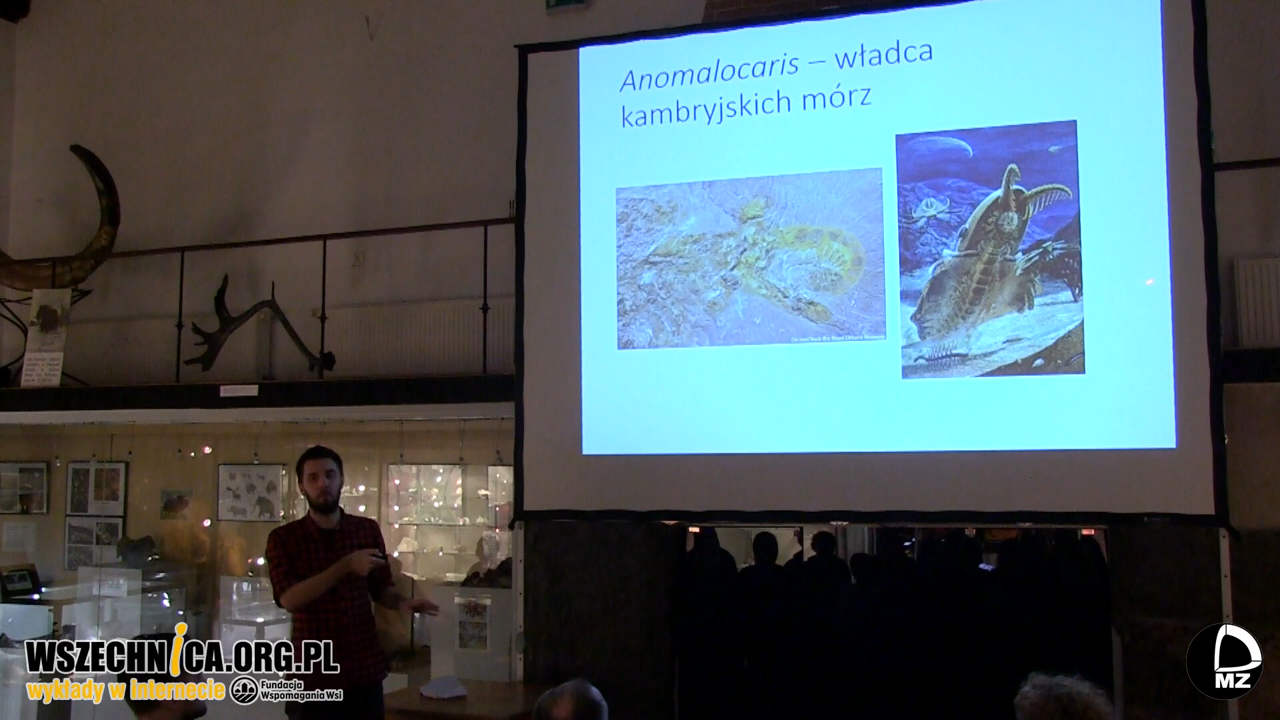 Anomalocaris – władca
kambryjskich mórz
WSZECHNICA.ORG.PL
wykłady w internecie
Fundacja
Wspomagania Wsi
MZ